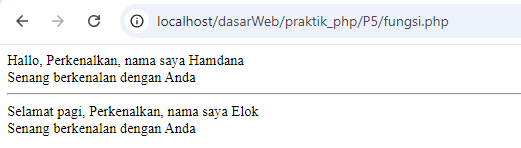 localhost/dasarWeb/praktik_php/P5/fungsi.php
Hallo, Perkenalkan, nama saya Hamdana
Senang berkenalan dengan Anda
Selamat pagi, Perkenalkan, nama saya Elok
Senang berkenalan dengan Anda